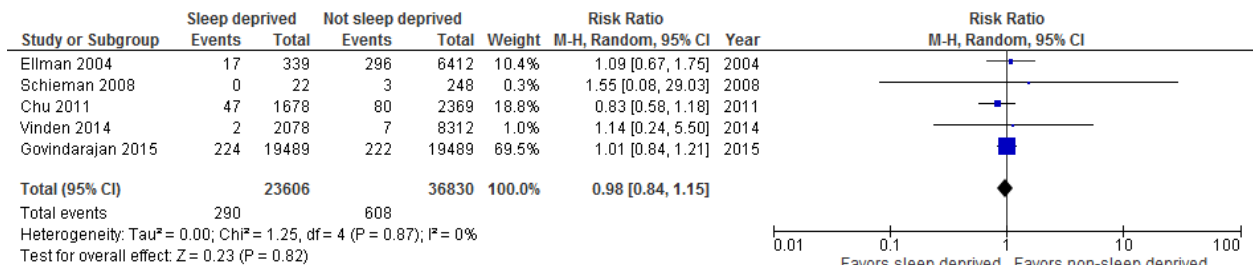 Sleep deprived Not sleep deprived Risk Ratio Risk Ratio
Study or Subgroup Events Total Events Total Weight M-H, Random, 95% CI Year M-H, Random, 95% CI
Ellman 2004 17 339 296 6412 10.4% 1.09 [0.67, 1.75] 2004
Schieman 2008 0 22 3 248 0.3% 1.55 [0.08, 29.03] 2008
Chu 2011 47 1678 80 2369 18.8% 0.83 [0.58, 1.18] 2011
Vinden 2014 2 2078 7 8312 1.0% 1.14 [0.24, 5.50] 2014
Govindarajan 2015 224 19489 222 19489 69.5% 1.01 [0.84, 1.21] 2015
Total (95% CI) 23606 36830 100.0% 0.98 [0.84, 1.15]
Total events 290 608
Heterogeneity: Tau² = 0.00; Chi² = 1.25, df = 4 (P = 0.87); I² = 0%
Test for overall effect: Z = 0.23 (P = 0.82)
0.01 0.1 1 10 100
Favors sleep deprived Favors non-sleep deprived